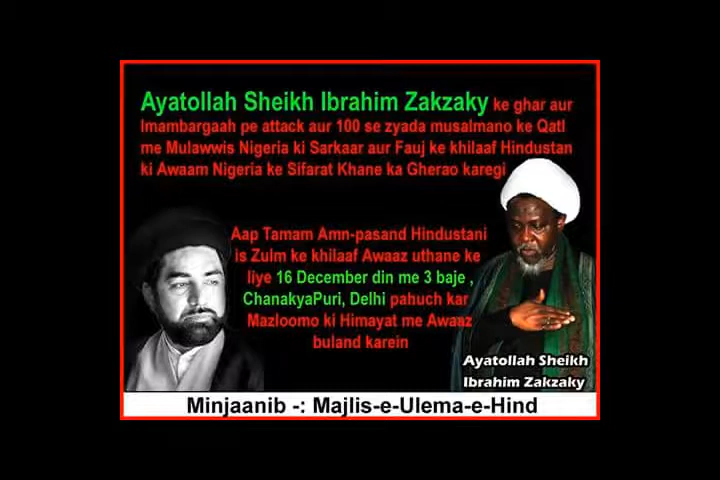 Ayatollah Sheikh Ibrahim Zakzaky ke ghar aur
Imambargaah pe attack aur 100 se zyada musalmano ke Qatl
me Mulawwis Nigeria ki Sarkaar aur Fauj ke khilaaf Hindustan
ki Awaam Nigeria ke Sifarat Khane ka Gherao karegi
Aap Tamam Amn-pasand Hindustani
is Zulm ke khilaaf Awaaz uthane ke
liye 16 December din me 3 baje ,
ChanakyaPuri, Delhi pahuch kar
Mazloomo ki Himayat me Awaaz
buland karein
Ayatollah Sheikh
Ibrahim Zakzaky
Minjaanib -: Majlis-e-Ulema-e-Hind